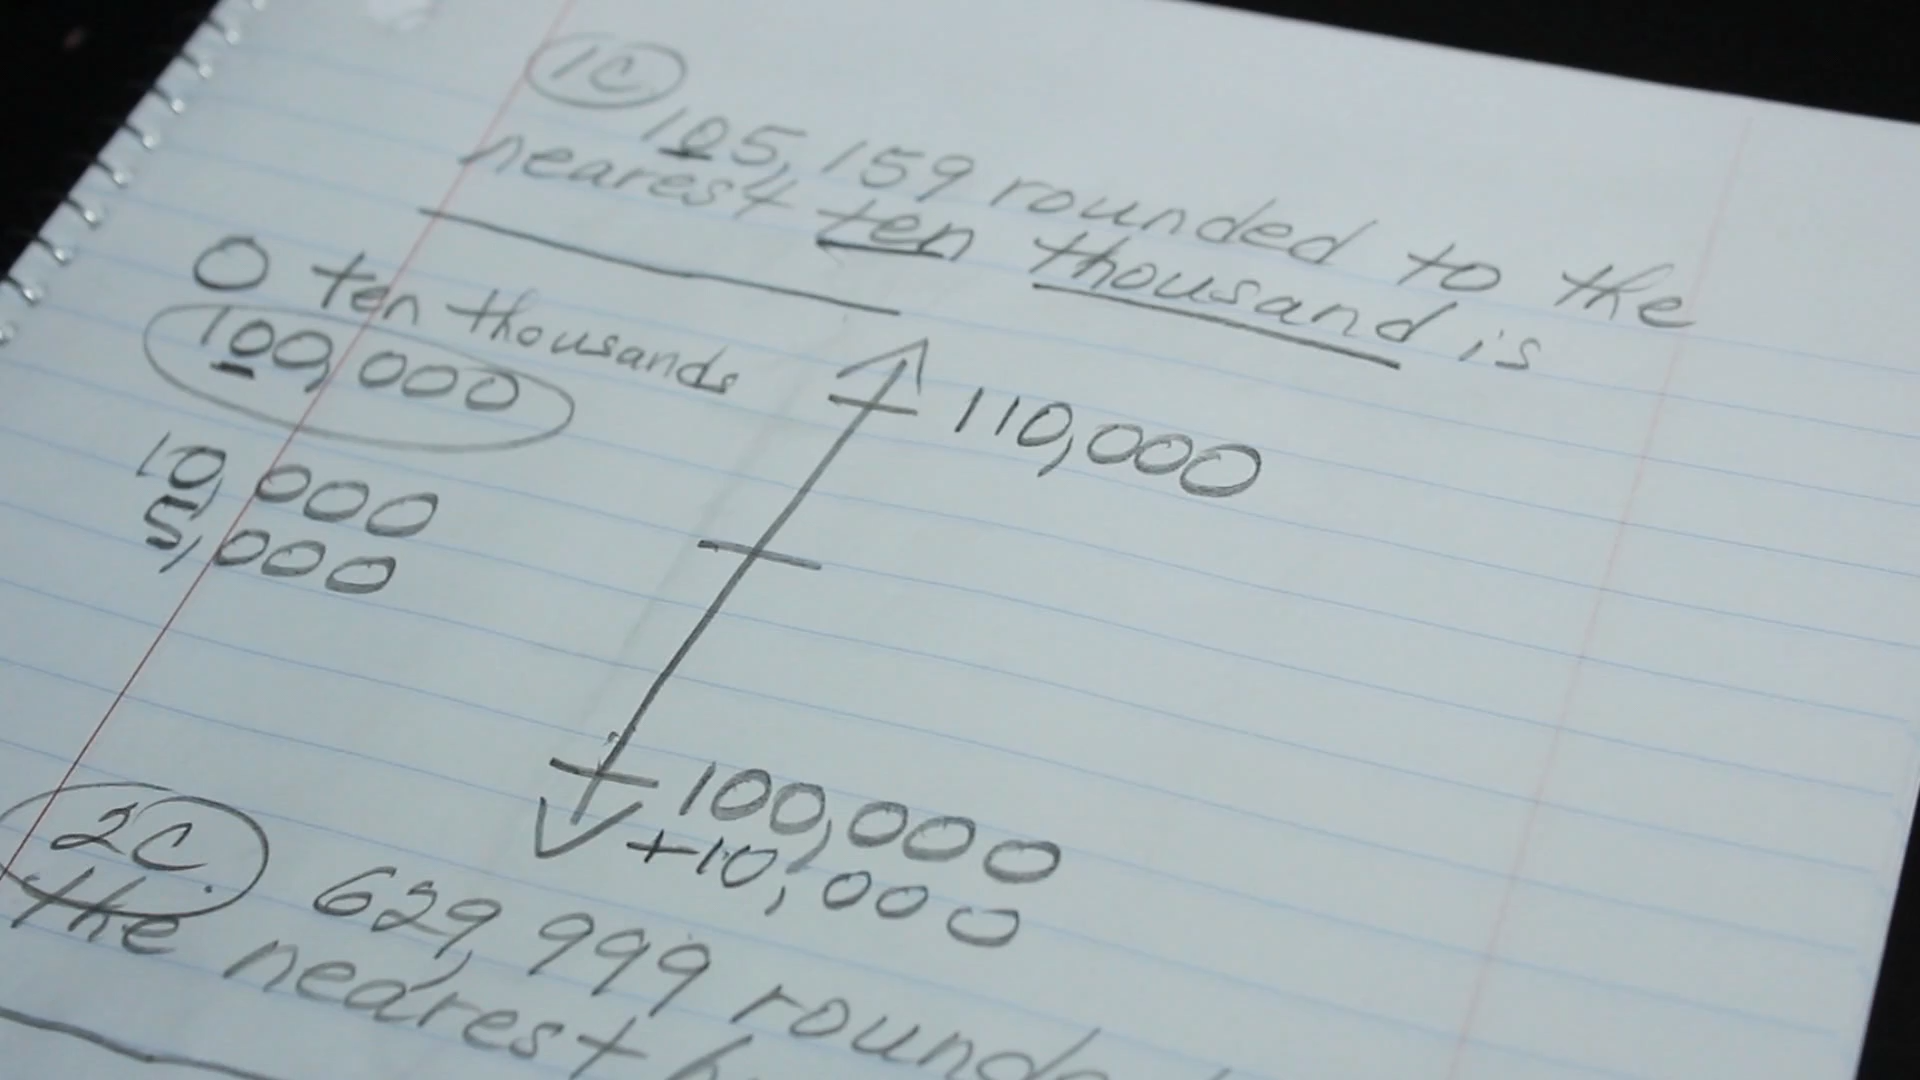 1C
105,159 rounded to the
nearest ten thousand is
0 ten thousands
100,000
10,000
5,000
110,000
100,000
+10,000
2C.
629,999
the nearest